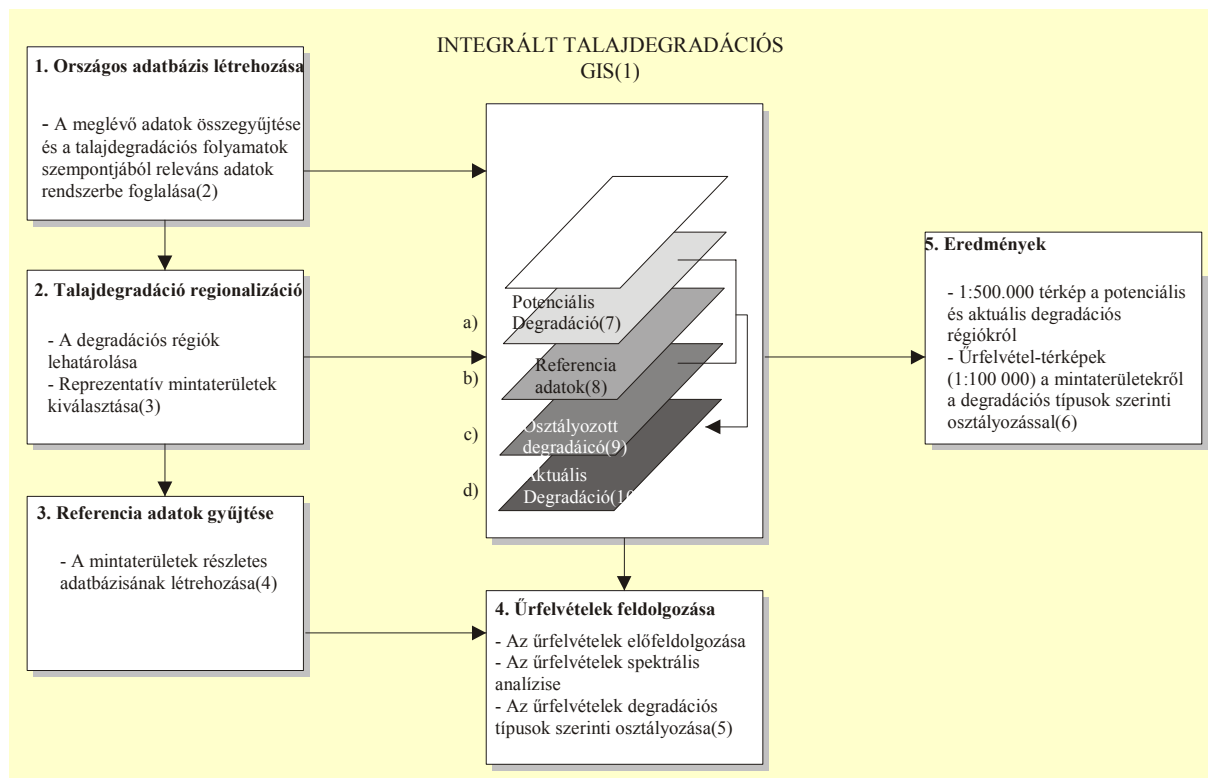 INTEGRÁLT TALAJDEGRADÁCIÓS
GIS(1)
1. Országos adatbázis létrehozása
- A meglévő adatok összegyűjtése
és a talajdegradációs folyamatok
szempontjából releváns adatok
rendszerbe foglalása(2)
2. Talajdegradáció regionalizáció
- A degradációs régiók
lehatárolása
- Reprezentatív mintaterületek
kiválasztása(3)
3. Referencia adatok gyűjtése
- A mintaterületek részletes
adatbázisának létrehozása(4)
Potenciális
a) Degradáció(7)
Referencia
b) adatok(8)
Osztályozott
c) degradáicó(9)
Aktuális
d) Degradáció(10
4. Űrfelvételek feldolgozása
- Az űrfelvételek előfeldolgozása
- Az űrfelvételek spektrális
analízise
- Az űrfelvételek degradációs
típusok szerinti osztályozása(5)
5. Eredmények
- 1:500.000 térkép a potenciális
és aktuális degradációs
régiókról
- Űrfelvétel-térképek
(1:100 000) a mintaterületekről
a degradációs típusok szerinti
osztályozással(6)